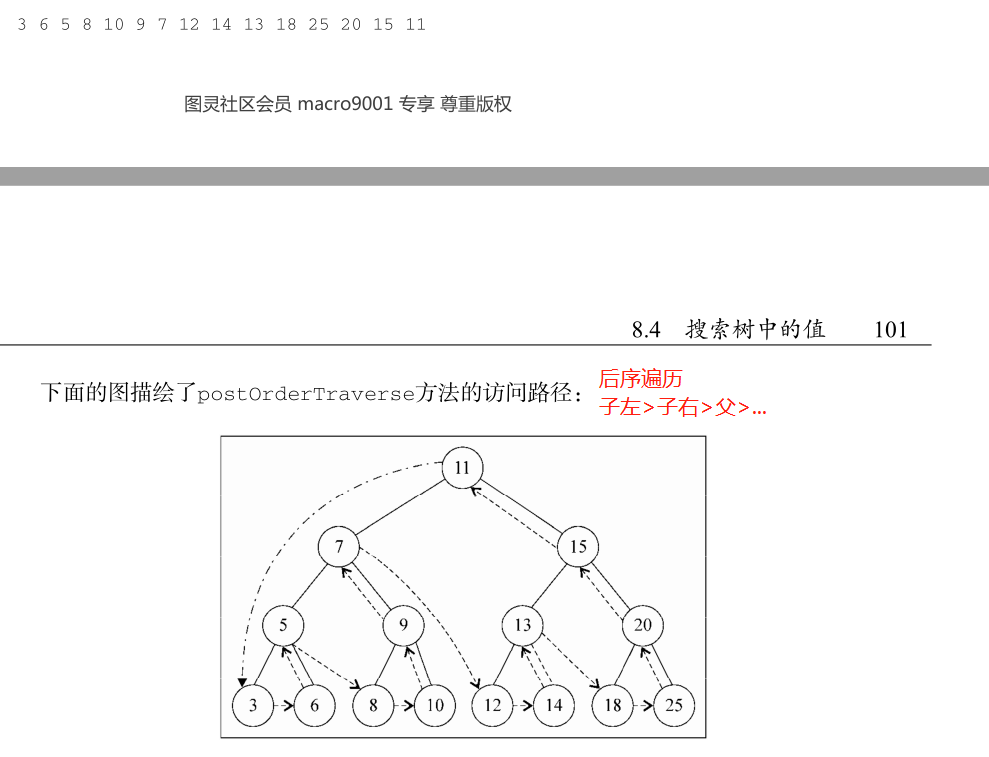 3 6 5 8 10 9 7 12 14 13 18 25 20 15 11
图灵社区会员 macro9001 专享 尊重版权
8.4 搜索树中的值 101
下面的图描绘了postOrderTraverse方法的访问路径：
后序遍历
子左>子右>父>...
11
7 15
5 9 13 20
3 6 8 10 12 14 18 25